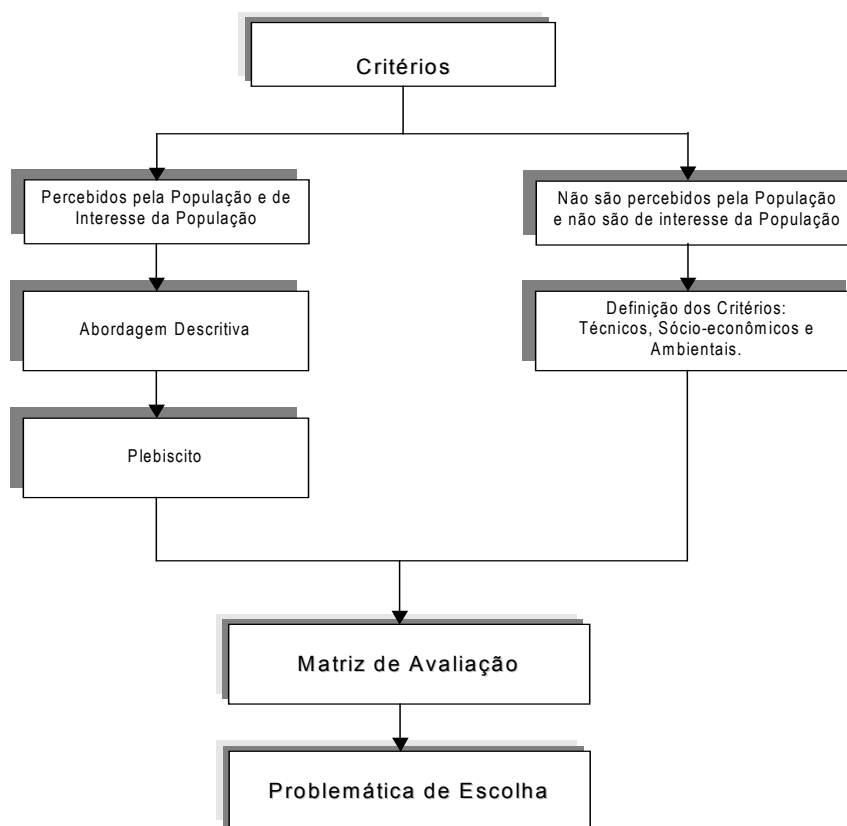 Critérios
Percebidos pela População e de
Interesse da População
Não são percebidos pela População
e não são de interesse da População
Abordagem Descritiva
Definição dos Critérios:
Técnicos, Sócio-econômicos e
Ambientais.
Plebiscito
Matriz de Avaliação
Problemática de Escolha